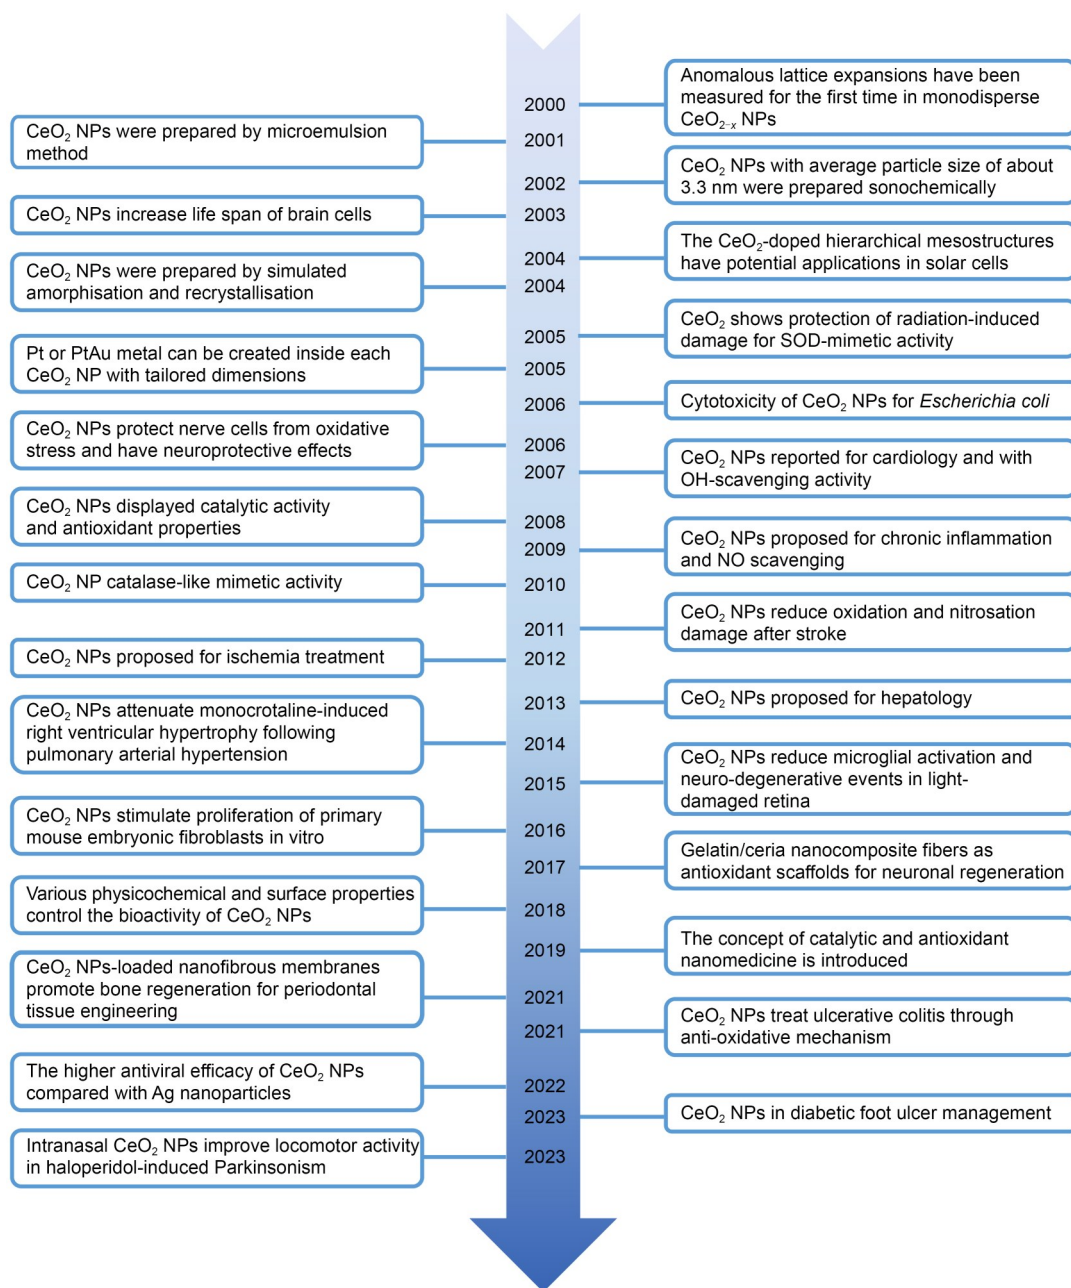 2000
Anomalous lattice expansions have been
measured for the first time in monodisperse
CeO₂₋ₓ NPs
CeO₂ NPs were prepared by microemulsion
method
2001
2002
CeO₂ NPs with average particle size of about
3.3 nm were prepared sonochemically
CeO₂ NPs increase life span of brain cells
2003
2004
The CeO₂-doped hierarchical mesostructures
have potential applications in solar cells
CeO₂ NPs were prepared by simulated
amorphisation and recrystallisation
2004
2005
CeO₂ shows protection of radiation-induced
damage for SOD-mimetic activity
Pt or PtAu metal can be created inside each
CeO₂ NP with tailored dimensions
2005
2006
Cytotoxicity of CeO₂ NPs for Escherichia coli
CeO₂ NPs protect nerve cells from oxidative
stress and have neuroprotective effects
2006
2007
CeO₂ NPs reported for cardiology and with
OH-scavenging activity
CeO₂ NPs displayed catalytic activity
and antioxidant properties
2008
2009
CeO₂ NPs proposed for chronic inflammation
and NO scavenging
CeO₂ NP catalase-like mimetic activity
2010
2011
CeO₂ NPs reduce oxidation and nitrosation
damage after stroke
CeO₂ NPs proposed for ischemia treatment
2012
2013
CeO₂ NPs proposed for hepatology
CeO₂ NPs attenuate monocrotaline-induced
right ventricular hypertrophy following
pulmonary arterial hypertension
2014
2015
CeO₂ NPs reduce microglial activation and
neuro-degenerative events in light-
damaged retina
CeO₂ NPs stimulate proliferation of primary
mouse embryonic fibroblasts in vitro
2016
2017
Gelatin/ceria nanocomposite fibers as
antioxidant scaffolds for neuronal regeneration
Various physicochemical and surface properties
control the bioactivity of CeO₂ NPs
2018
2019
The concept of catalytic and antioxidant
nanomedicine is introduced
CeO₂ NPs-loaded nanofibrous membranes
promote bone regeneration for periodontal
tissue engineering
2021
2021
CeO₂ NPs treat ulcerative colitis through
anti-oxidative mechanism
The higher antiviral efficacy of CeO₂ NPs
compared with Ag nanoparticles
2022
2023
CeO₂ NPs in diabetic foot ulcer management
Intranasal CeO₂ NPs improve locomotor activity
in haloperidol-induced Parkinsonism
2023